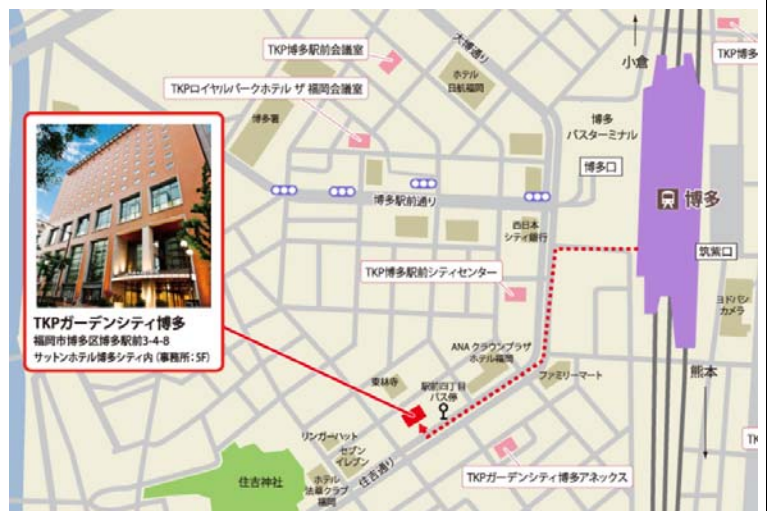 小倉
TKP博多
TKP博多駅前会議室
大博通り
ホテル
日航福岡
TKPロイヤルパークホテル ザ 福岡会議室
博多署
博多
バスターミナル
博多口
博多
博多駅前通り
西日本
シティ銀行
筑紫口
TKP博多駅前シティセンター
ヨドバシ
カメラ
TKPガーデンシティ博多
福岡市博多区博多駅前3-4-8
サットンホテル博多シティ内（事務所：5F）
ANA クラウンプラザ
ホテル福岡
熊本
東林寺
駅前四丁目
バス停
ファミリーマート
リンガーハット
セブン
イレブン
住吉通り
TKPガーデンシティ博多アネックス
住吉神社
ホテル
法華クラブ
福岡